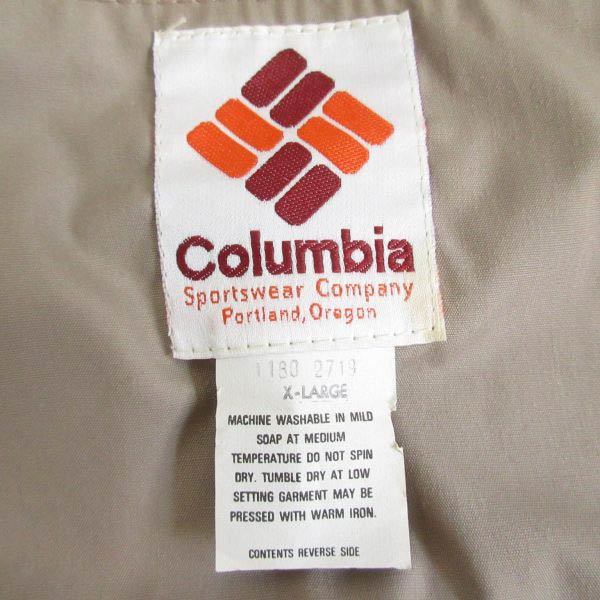 Columbia
Sportswear Company
Portland, Oregon
1180 2719
X-LARGE
MACHINE WASHABLE IN MILD
SOAP AT MEDIUM
TEMPERATURE DO NOT SPIN
DRY. TUMBLE DRY AT LOW
SETTING GARMENT MAY BE
PRESSED WITH WARM IRON.
CONTENTS REVERSE SIDE